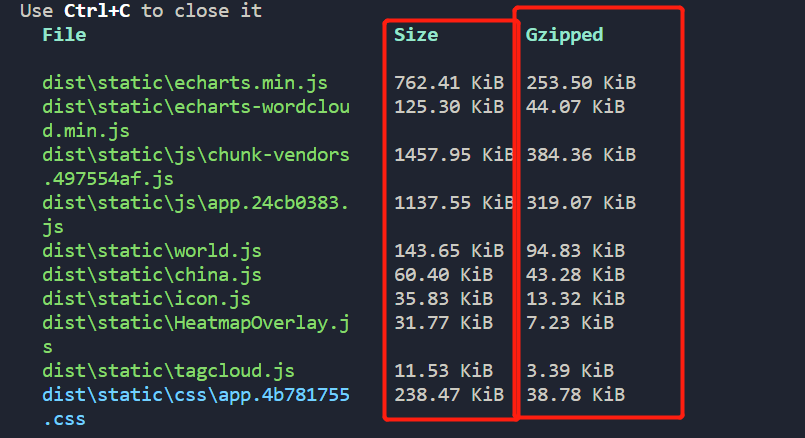 Use Ctrl+C to close it
File Size Gzipped
dist\static\echarts.min.js 762.41 KiB 253.50 KiB
dist\static\echarts-wordclou 125.30 KiB 44.07 KiB
d.min.js
dist\static\js\chunk-vendors 1457.95 KiB 384.36 KiB
.497554af.js
dist\static\js\app.24cb0383. 1137.55 KiB 319.07 KiB
js
dist\static\world.js 143.65 KiB 94.83 KiB
dist\static\china.js 60.40 KiB 43.28 KiB
dist\static\icon.js 35.83 KiB 13.32 KiB
dist\static\HeatmapOverlay.j 31.77 KiB 7.23 KiB
s
dist\static\tagcloud.js 11.53 KiB 3.39 KiB
dist\static\css\app.4b781755 238.47 KiB 38.78 KiB
.css